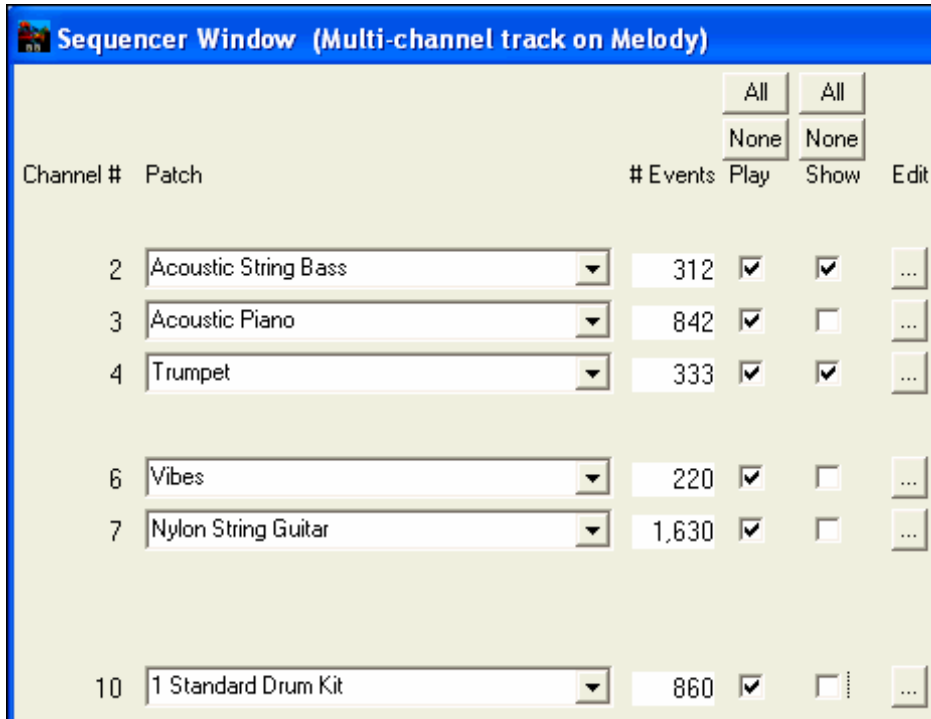 Sequencer Window (Multi-channel track on Melody)
All All
None None
Channel # Patch # Events Play Show Edit
2 Acoustic String Bass 312 ...
3 Acoustic Piano 842 ...
4 Trumpet 333 ...
6 Vibes 220 ...
7 Nylon String Guitar 1,630 ...
10 1 Standard Drum Kit 860 ...